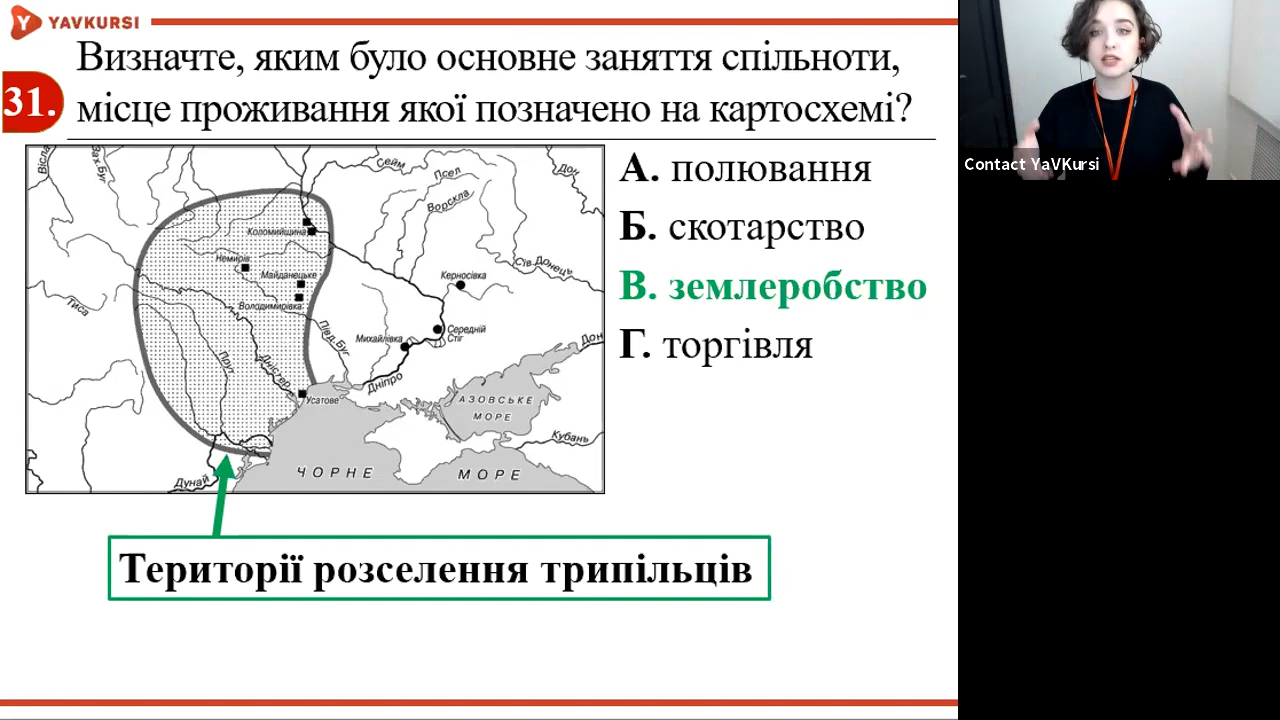 YAVKURSI
31.
Визначте, яким було основне заняття спільноти,
місце проживання якої позначено на картосхемі?
Вісла
Зах.Буг
Сейм
Псел
Ворскла
Дон
Коломийщина
Немирів
Майданецьке
Володимирівка
Сів.Донець
Керносівка
Тиса
Прут
Дністер
Півд.Буг
Михайлівка
Середній
Стіг
Дніпро
Дон
Усатове
АЗОВСЬКЕ
МОРЕ
Кубань
Дунай
ЧОРНЕ
МОРЕ
А. полювання
Б. скотарство
В. землеробство
Г. торгівля
Території розселення трипільців
Contact YaVKursi